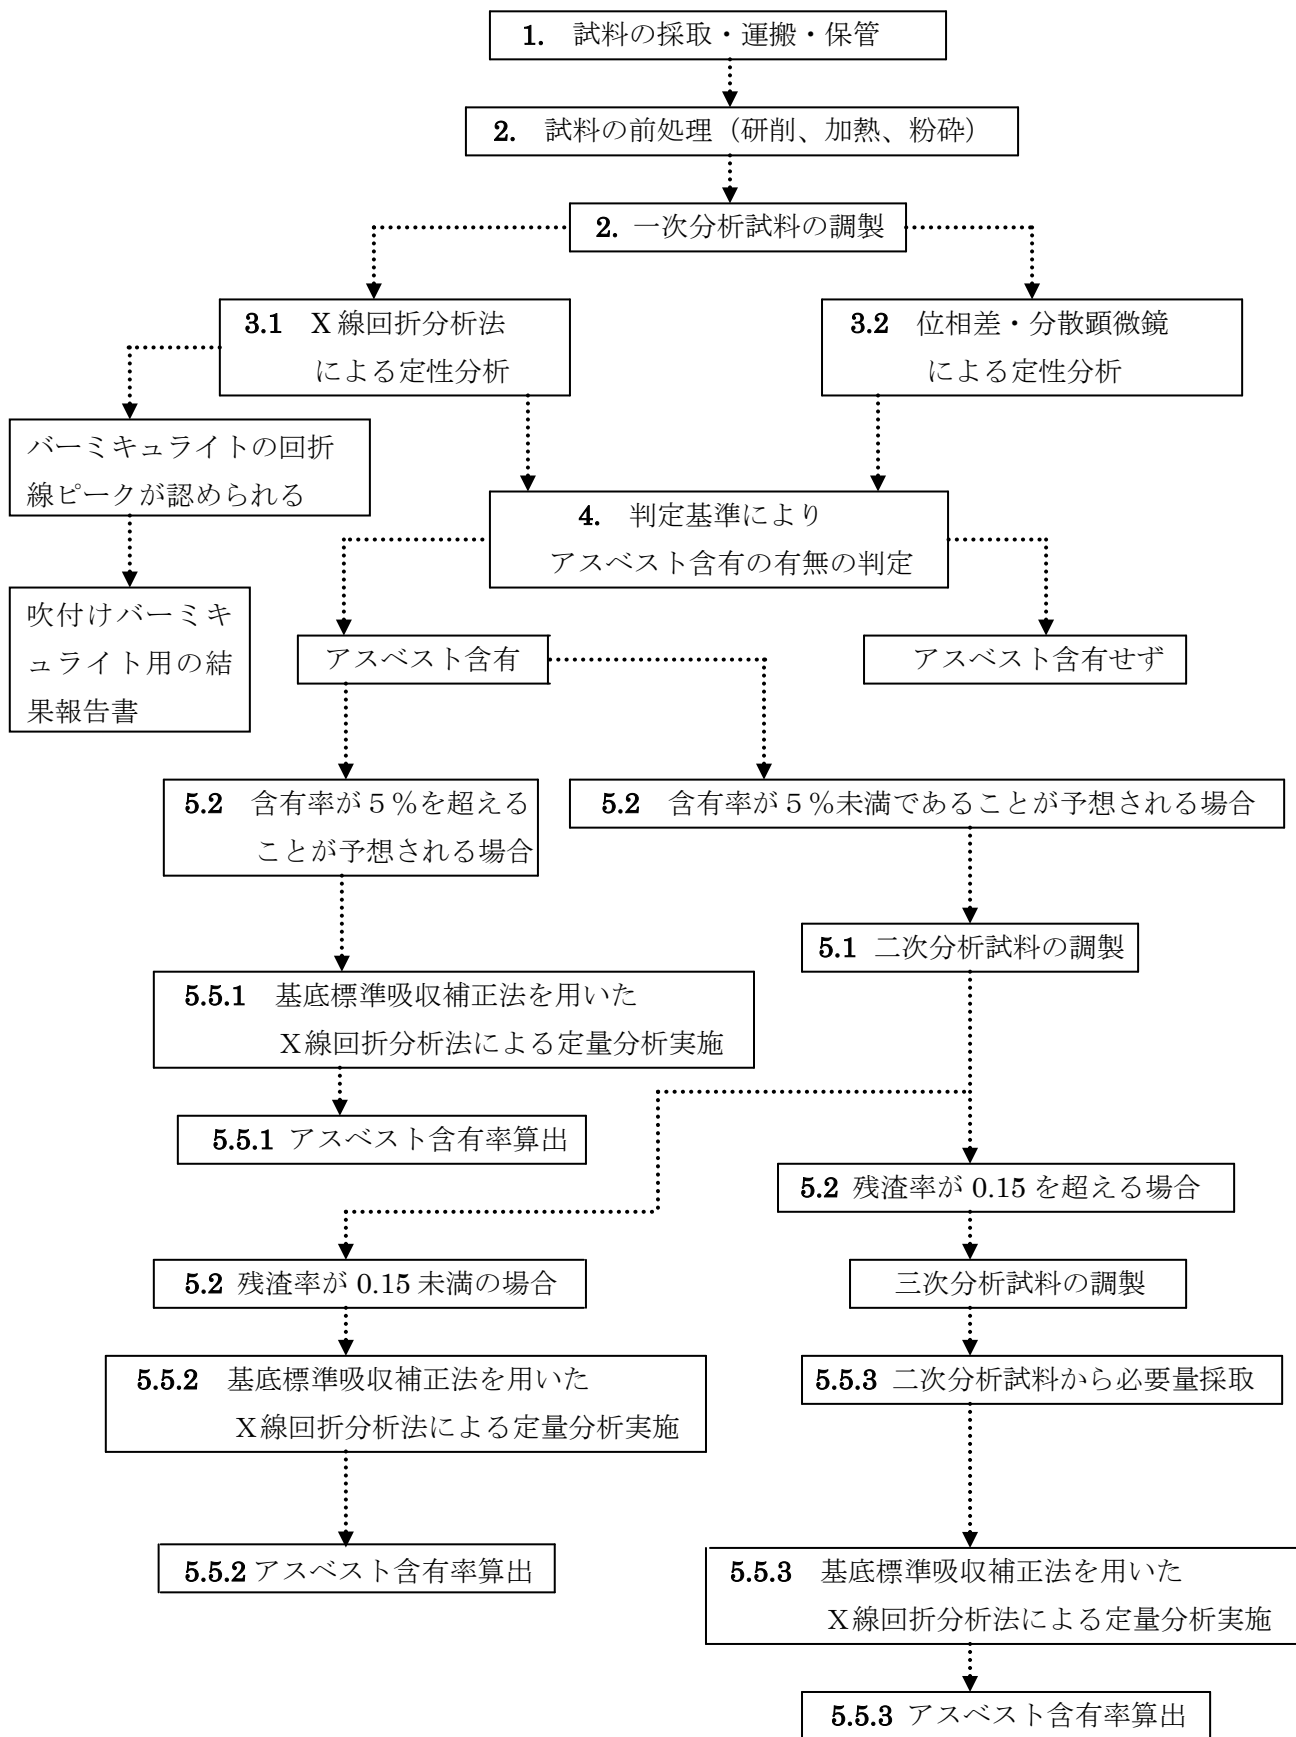 1. 試料の採取・運搬・保管
2. 試料の前処理（研削、加熱、粉砕）
2. 一次分析試料の調製
3.1 X 線回折分析法
による定性分析
3.2 位相差・分散顕微鏡
による定性分析
バーミキュライトの回折
線ピークが認められる
4. 判定基準により
アスベスト含有の有無の判定
吹付けバーミキ
ュライト用の結
果報告書
アスベスト含有
アスベスト含有せず
5.2 含有率が５％を超える
ことが予想される場合
5.2 含有率が５％未満であることが予想される場合
5.1 二次分析試料の調製
5.5.1 基底標準吸収補正法を用いた
Ｘ線回折分析法による定量分析実施
5.5.1 アスベスト含有率算出
5.2 残渣率が 0.15 を超える場合
5.2 残渣率が 0.15 未満の場合
三次分析試料の調製
5.5.2 基底標準吸収補正法を用いた
Ｘ線回折分析法による定量分析実施
5.5.3 二次分析試料から必要量採取
5.5.2 アスベスト含有率算出
5.5.3 基底標準吸収補正法を用いた
Ｘ線回折分析法による定量分析実施
5.5.3 アスベスト含有率算出